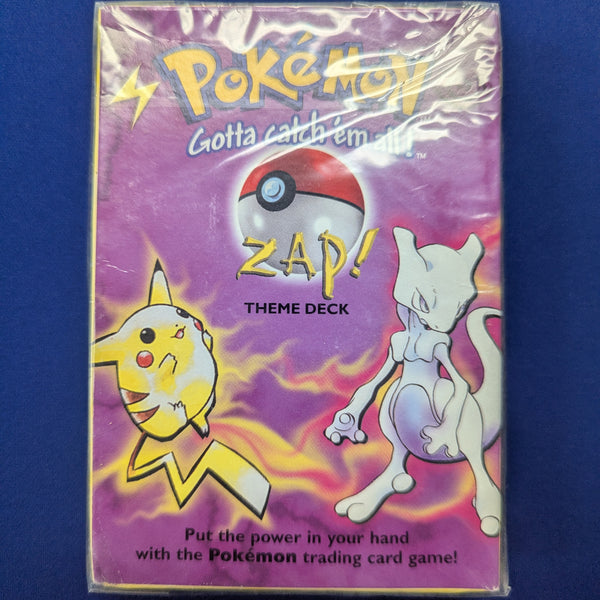 POKéMON
Gotta catch 'em all!™
ZAP!
THEME DECK
Put the power in your hand
with the Pokémon trading card game!